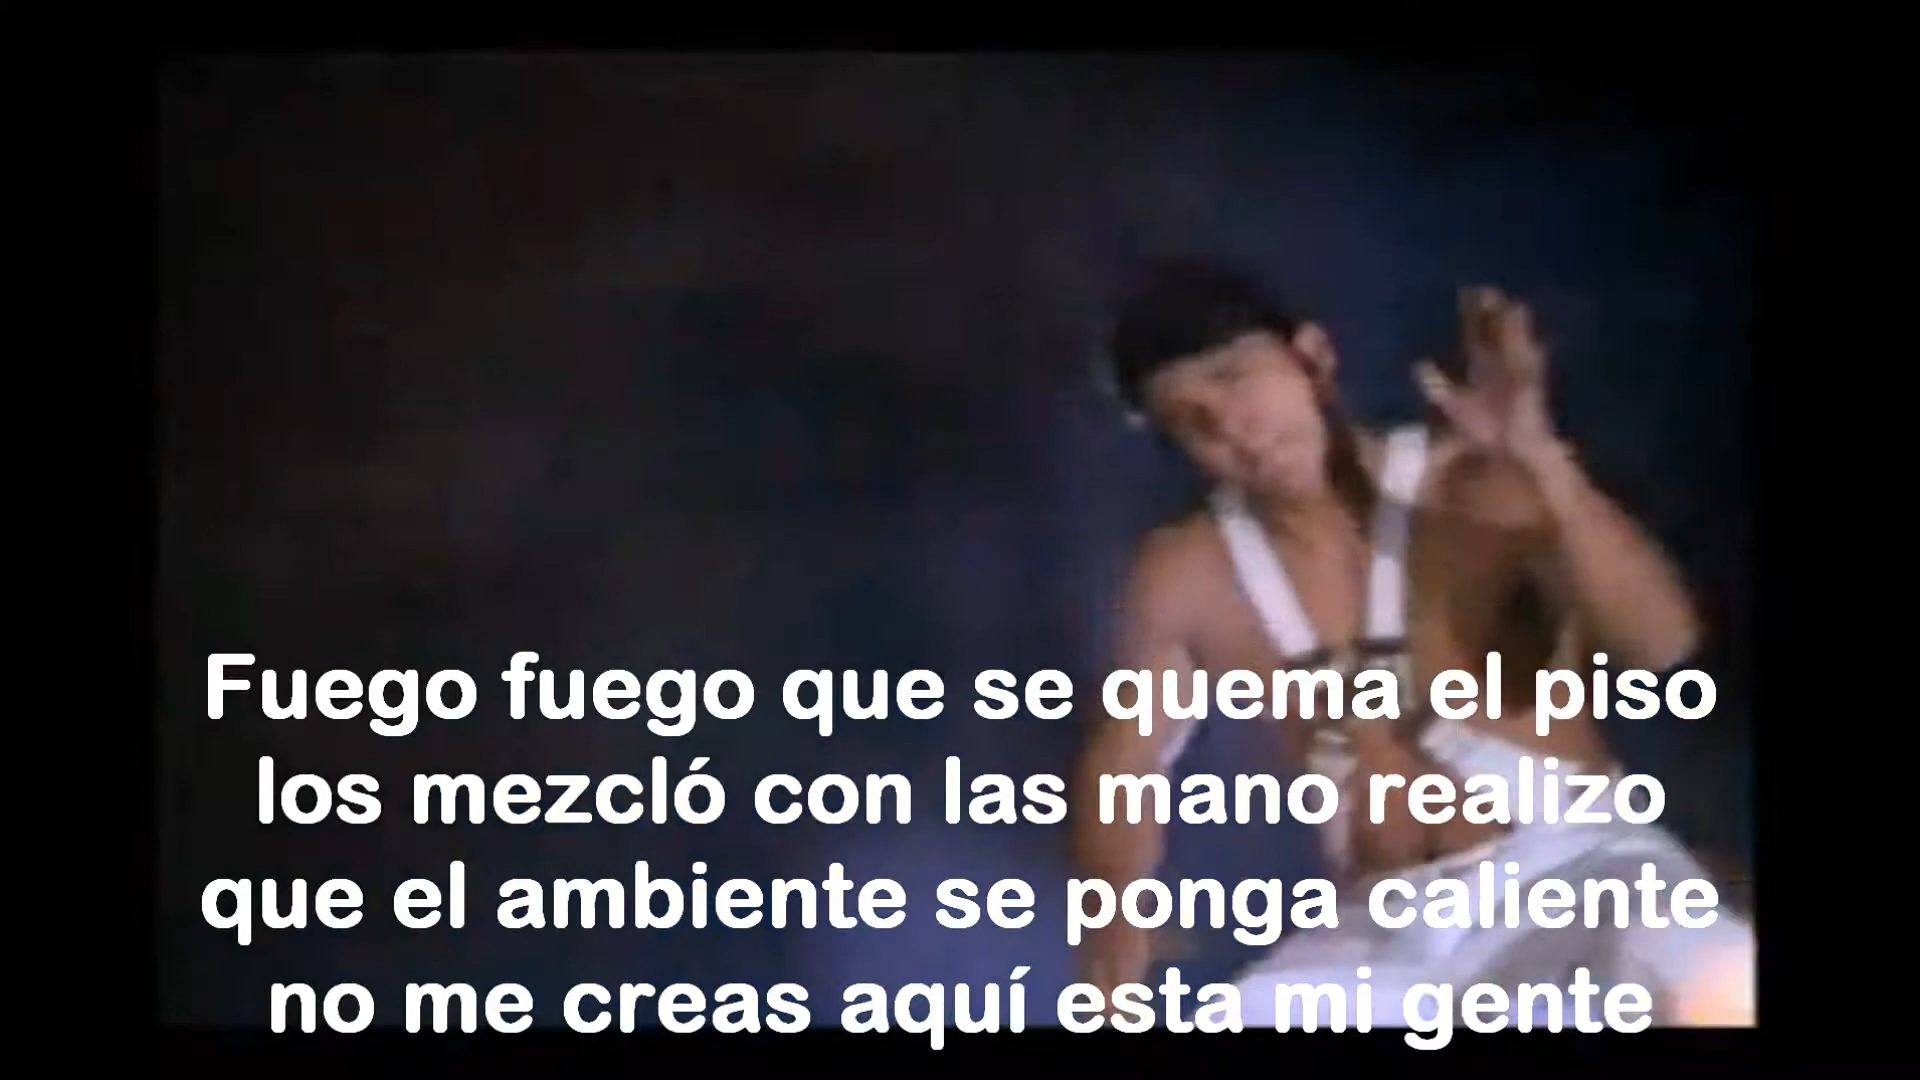 Fuego fuego que se quema el piso
los mezcló con las mano realizo
que el ambiente se ponga caliente
no me creas aquí esta mi gente